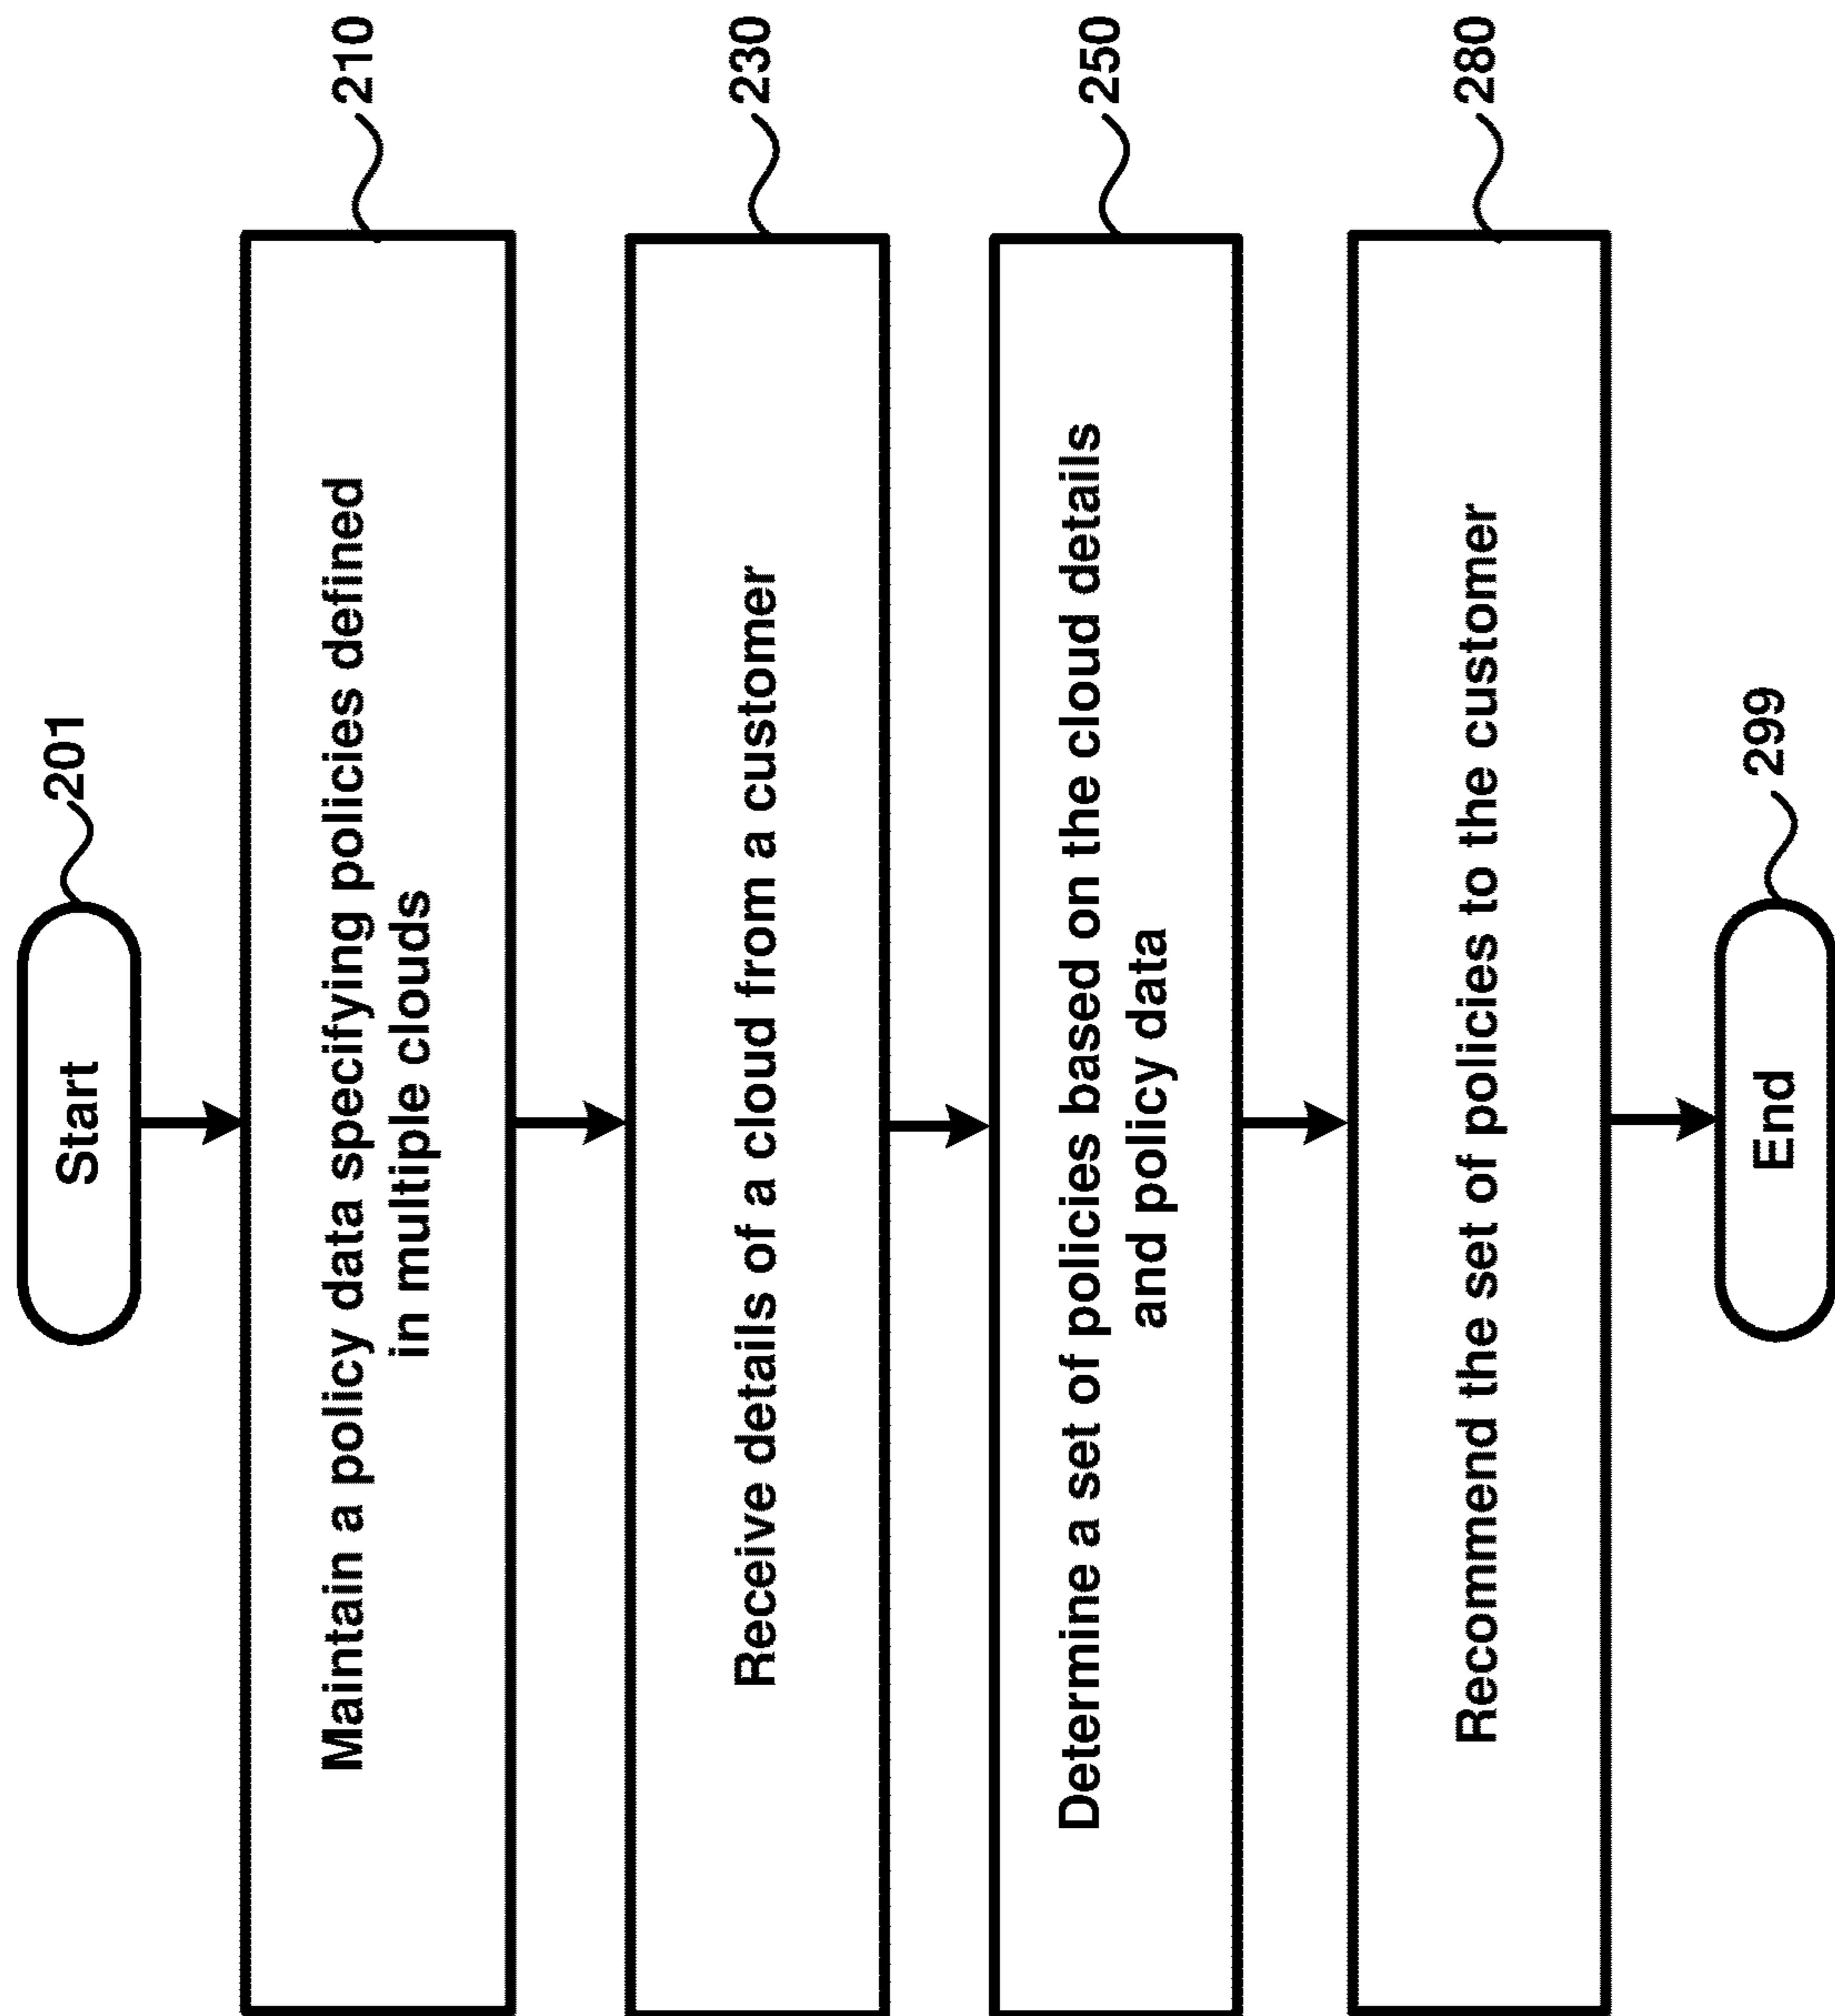 Start
201
Maintain a policy data specifying policies defined
in multiple clouds
210
Receive details of a cloud from a customer
230
Determine a set of policies based on the cloud details
and policy data
250
Recommend the set of policies to the customer
280
End
299